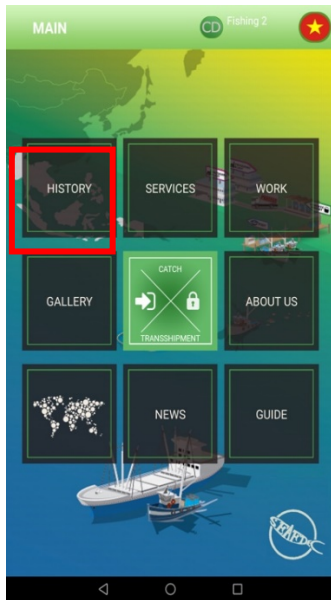 MAIN
CD
Fishing 2
HISTORY
SERVICES
WORK
GALLERY
CATCH
TRANSSHIPMENT
ABOUT US
NEWS
GUIDE